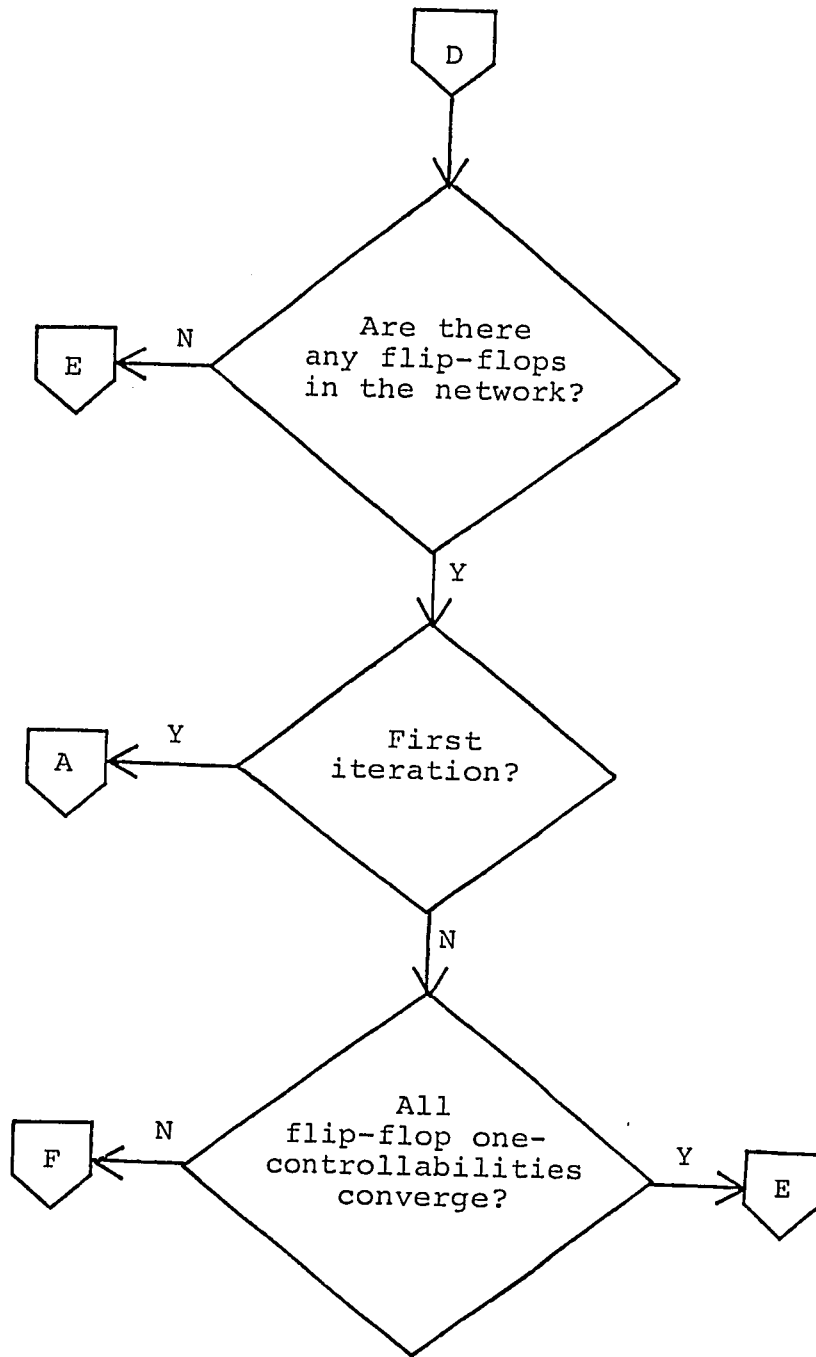 D
Are there
any flip-flops
in the network?
N
E
Y
First
iteration?
Y
A
N
All
flip-flop one-
controllabilities
converge?
N
F
Y
E